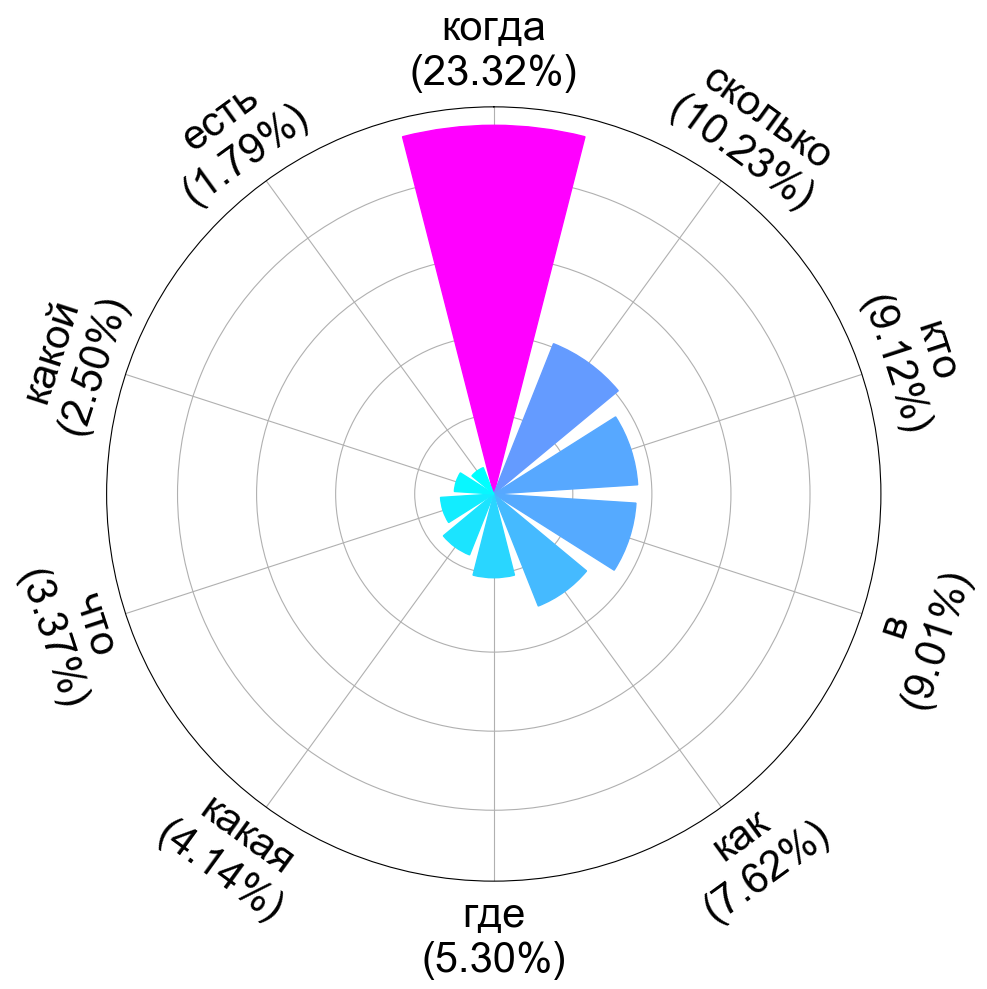 когда
(23.32%)
сколько
(10.23%)
кто
(9.12%)
в
(9.01%)
как
(7.62%)
где
(5.30%)
какая
(4.14%)
что
(3.37%)
какой
(2.50%)
есть
(1.79%)